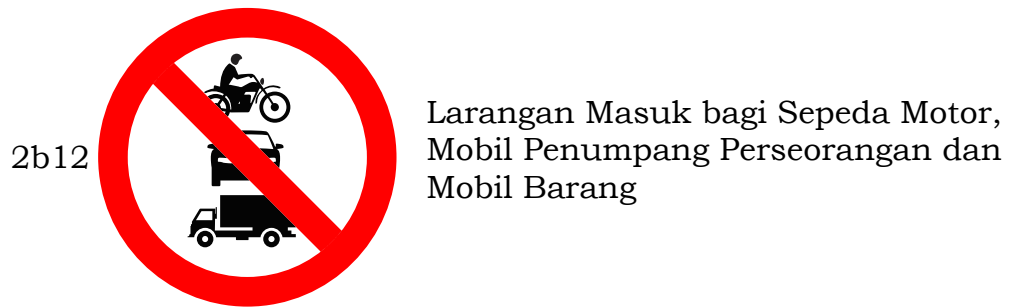 2b12
Larangan Masuk bagi Sepeda Motor,
Mobil Penumpang Perseorangan dan
Mobil Barang